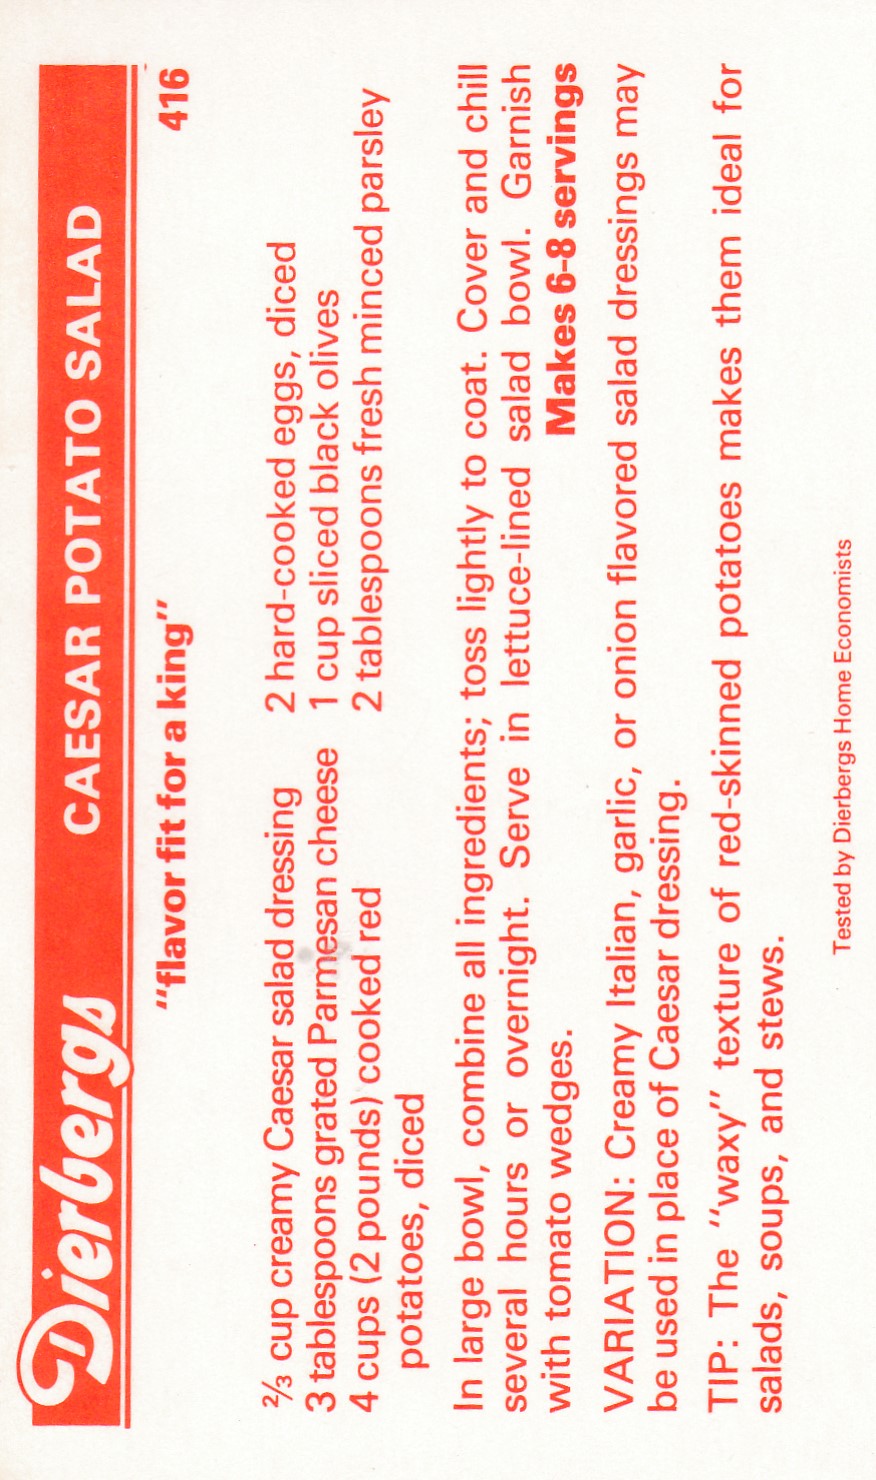 Dierbergs CAESAR POTATO SALAD
"flavor fit for a king" 416
⅔ cup creamy Caesar salad dressing
3 tablespoons grated Parmesan cheese
4 cups (2 pounds) cooked red
potatoes, diced
2 hard-cooked eggs, diced
1 cup sliced black olives
2 tablespoons fresh minced parsley
In large bowl, combine all ingredients; toss lightly to coat. Cover and chill
several hours or overnight. Serve in lettuce-lined salad bowl. Garnish
with tomato wedges. Makes 6-8 servings
VARIATION: Creamy Italian, garlic, or onion flavored salad dressings may
be used in place of Caesar dressing.
TIP: The "waxy" texture of red-skinned potatoes makes them ideal for
salads, soups, and stews.
Tested by Dierbergs Home Economists